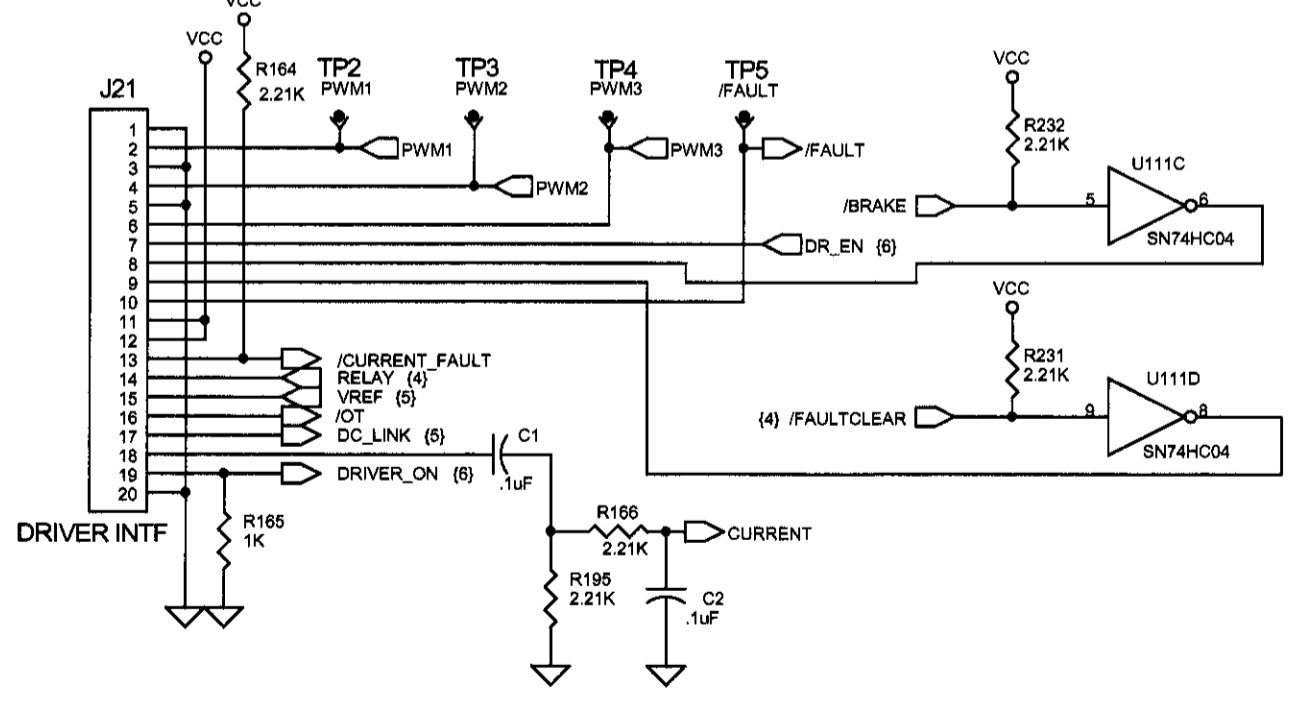 VCC
VCC
R164
2.21K
TP2
PWM1
TP3
PWM2
TP4
PWM3
TP5
/FAULT
VCC
J21
R232
2.21K
U111C
1
2
3
4
5
6
7
8
9
10
11
12
13
14
15
16
17
18
19
20
PWM1
PWM2
PWM3
/FAULT
/BRAKE
5
6
SN74HC04
DR_EN {6}
VCC
R231
2.21K
U111D
{4} /FAULTCLEAR
9
8
SN74HC04
/CURRENT_FAULT
RELAY {4}
VREF {5}
/OT
DC_LINK {5}
C1
.1uF
DRIVER_ON {6}
DRIVER INTF
R165
1K
R166
2.21K
CURRENT
R195
2.21K
C2
.1uF